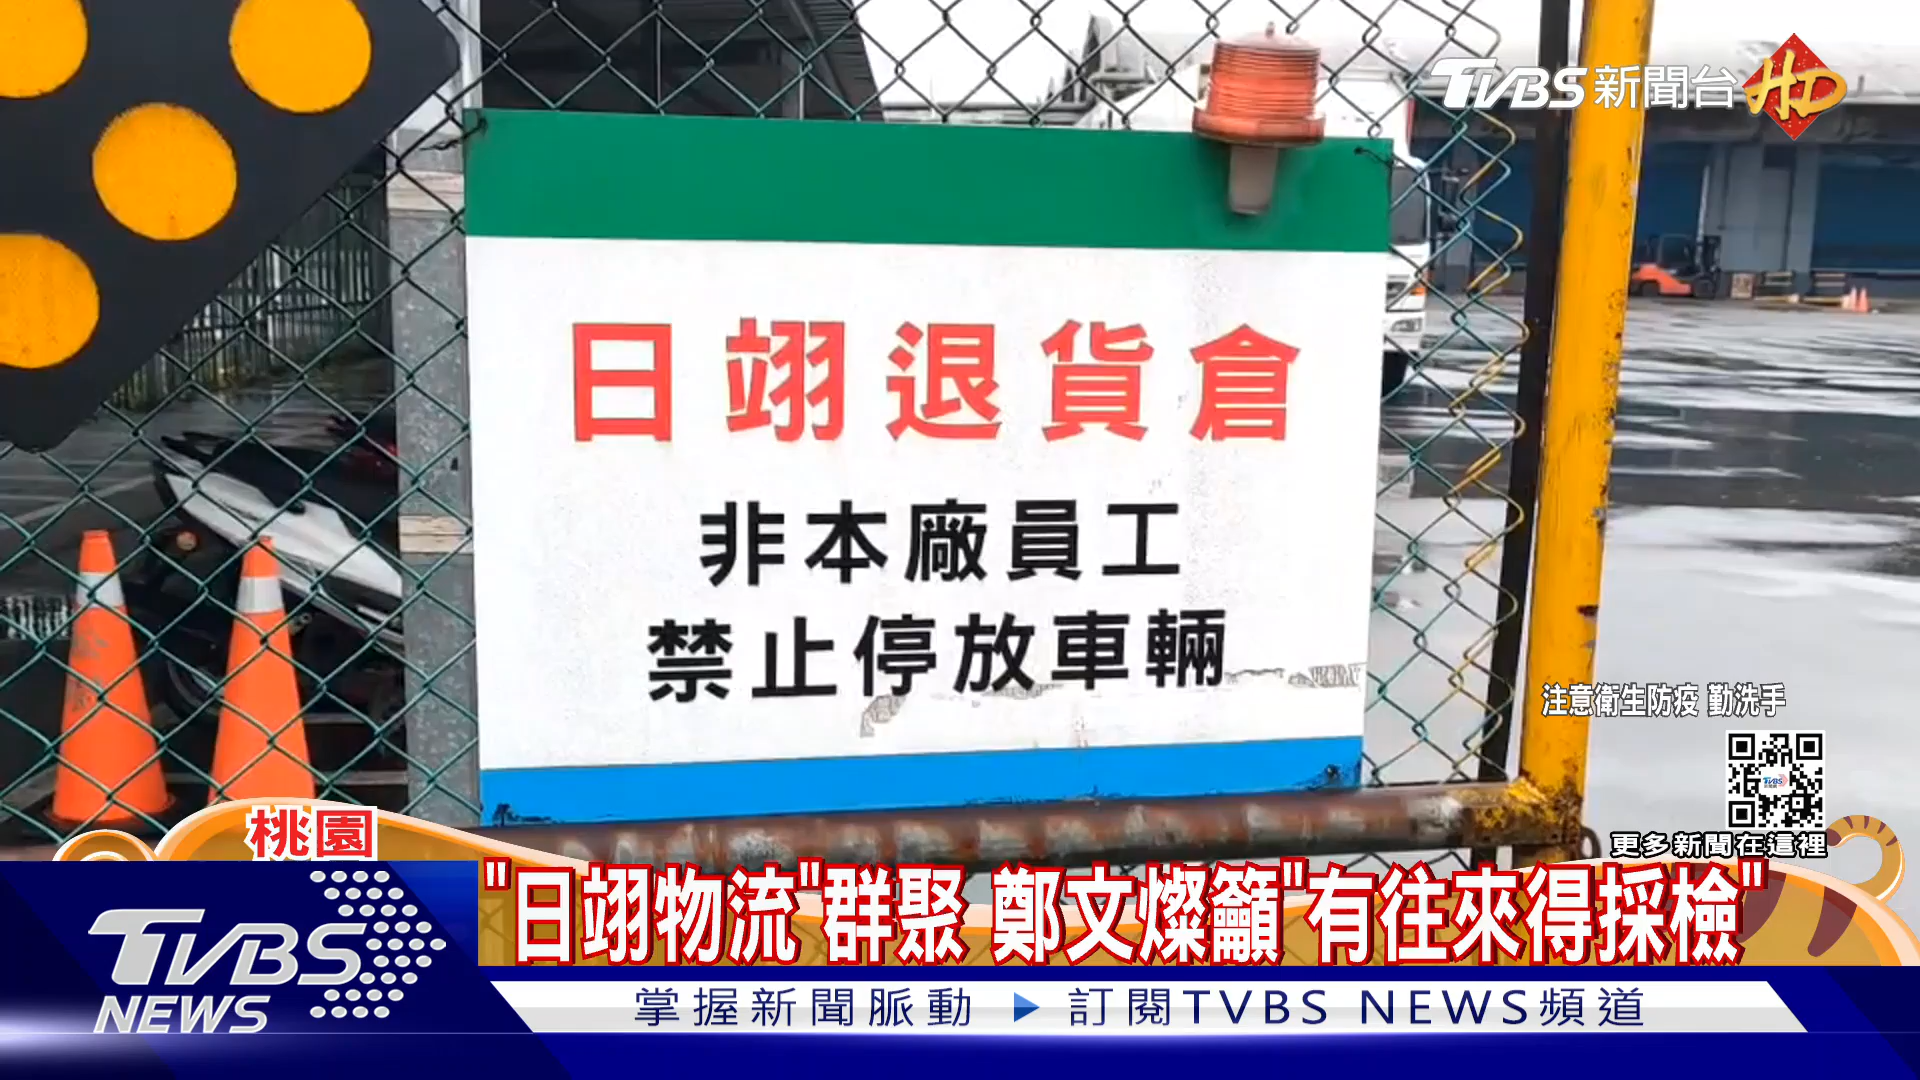 TVBS新聞台 HD
日翊退貨倉
非本廠員工
禁止停放車輛
注意衛生防疫 勤洗手
TVBS
更多新聞在這裡
桃園
"日翊物流"群聚 鄭文燦籲"有往來得採檢"
TVBS
NEWS
掌握新聞脈動 ▶ 訂閱TVBS NEWS頻道